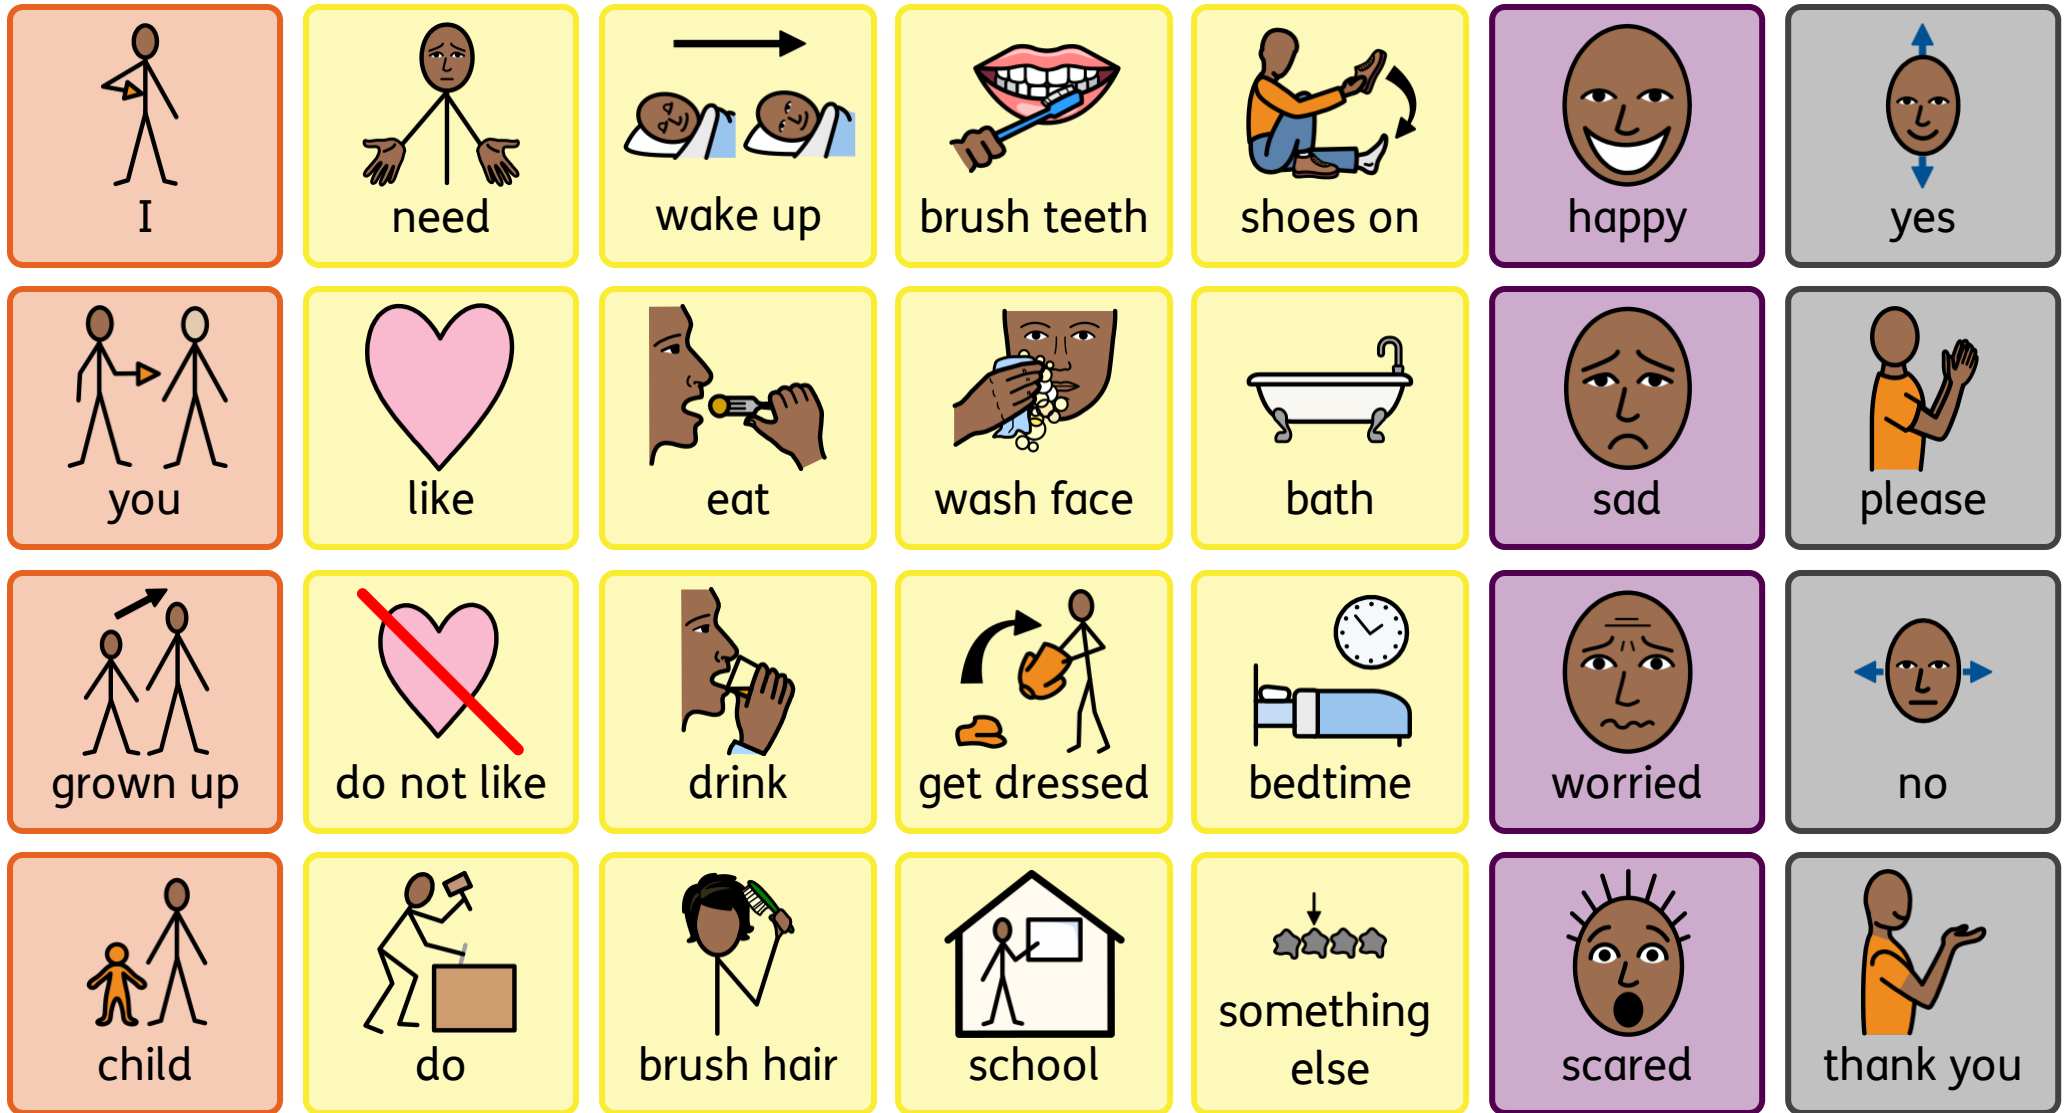 I
need
wake up
brush teeth
shoes on
happy
yes
you
like
eat
wash face
bath
sad
please
grown up
do not like
drink
get dressed
bedtime
worried
no
child
do
brush hair
school
something
else
scared
thank you